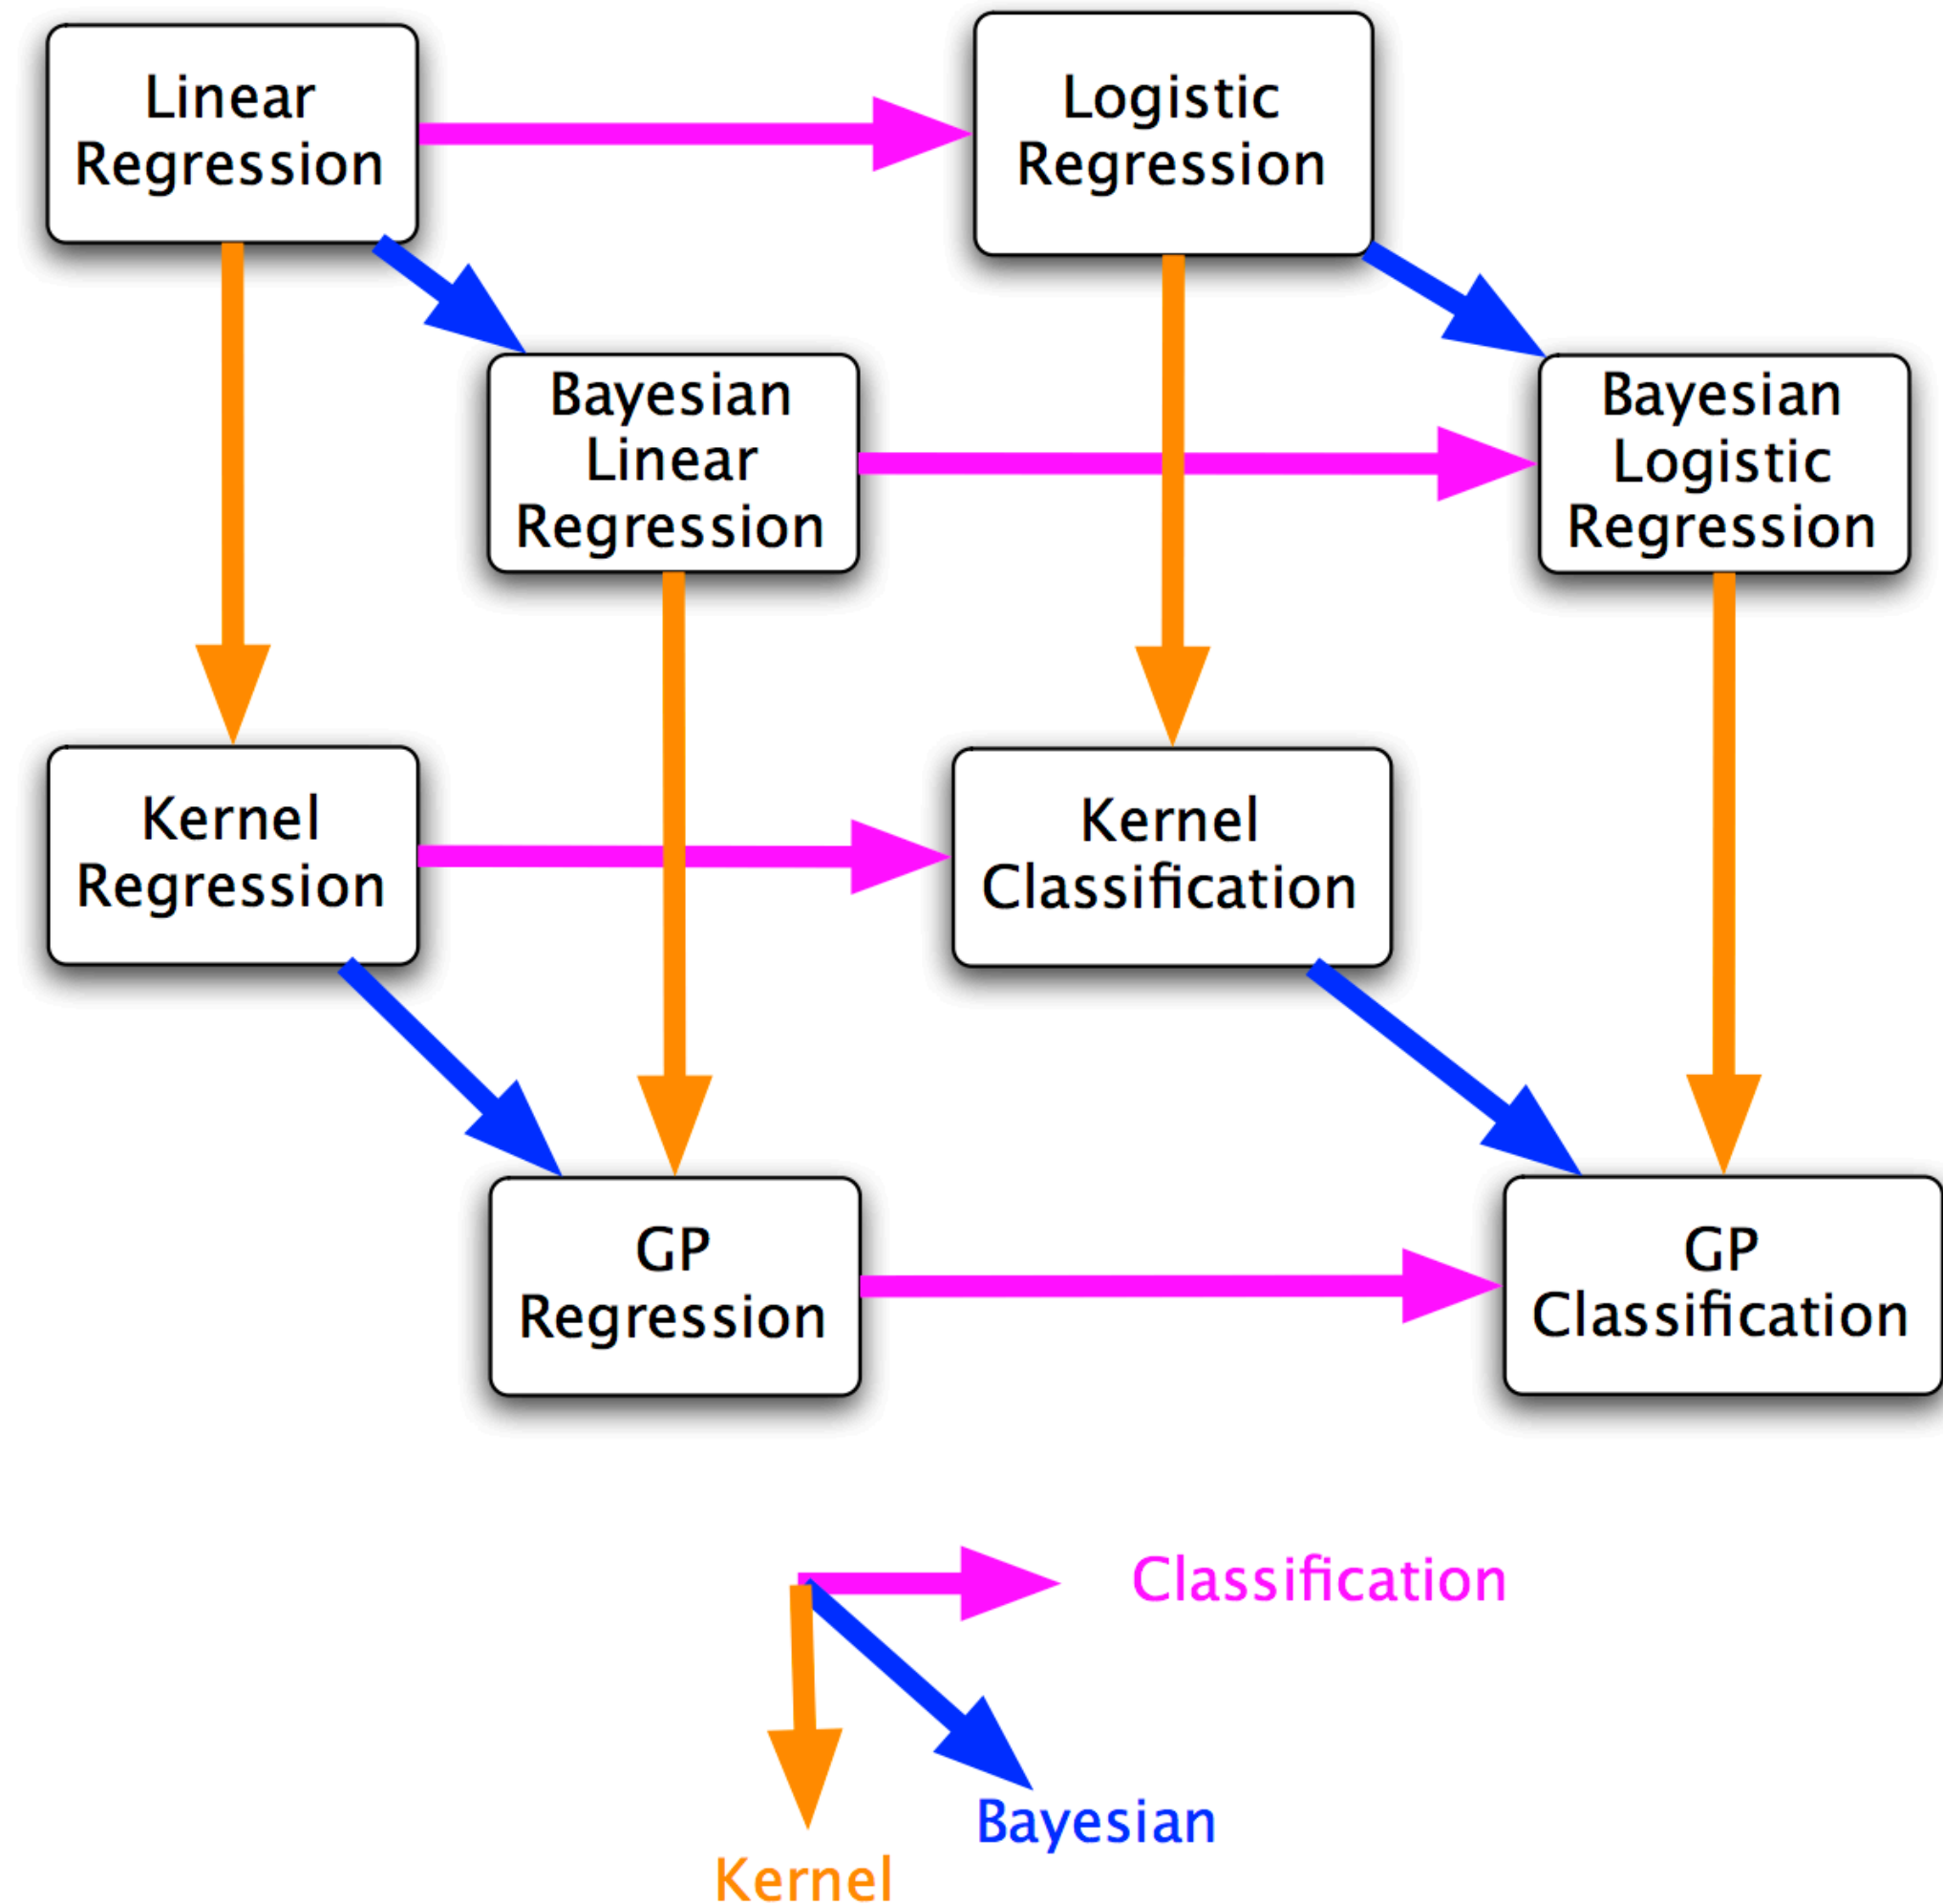 Linear
Regression
Logistic
Regression
Bayesian
Linear
Regression
Bayesian
Logistic
Regression
Kernel
Regression
Kernel
Classification
GP
Regression
GP
Classification
Classification
Bayesian
Kernel